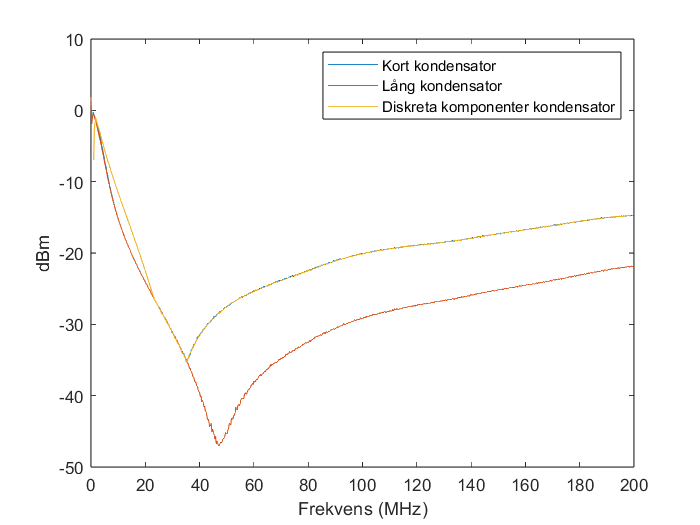 10
0
-10
-20
-30
-40
-50
dBm
Kort kondensator
Lång kondensator
Diskreta komponenter kondensator
0 20 40 60 80 100 120 140 160 180 200
Frekvens (MHz)